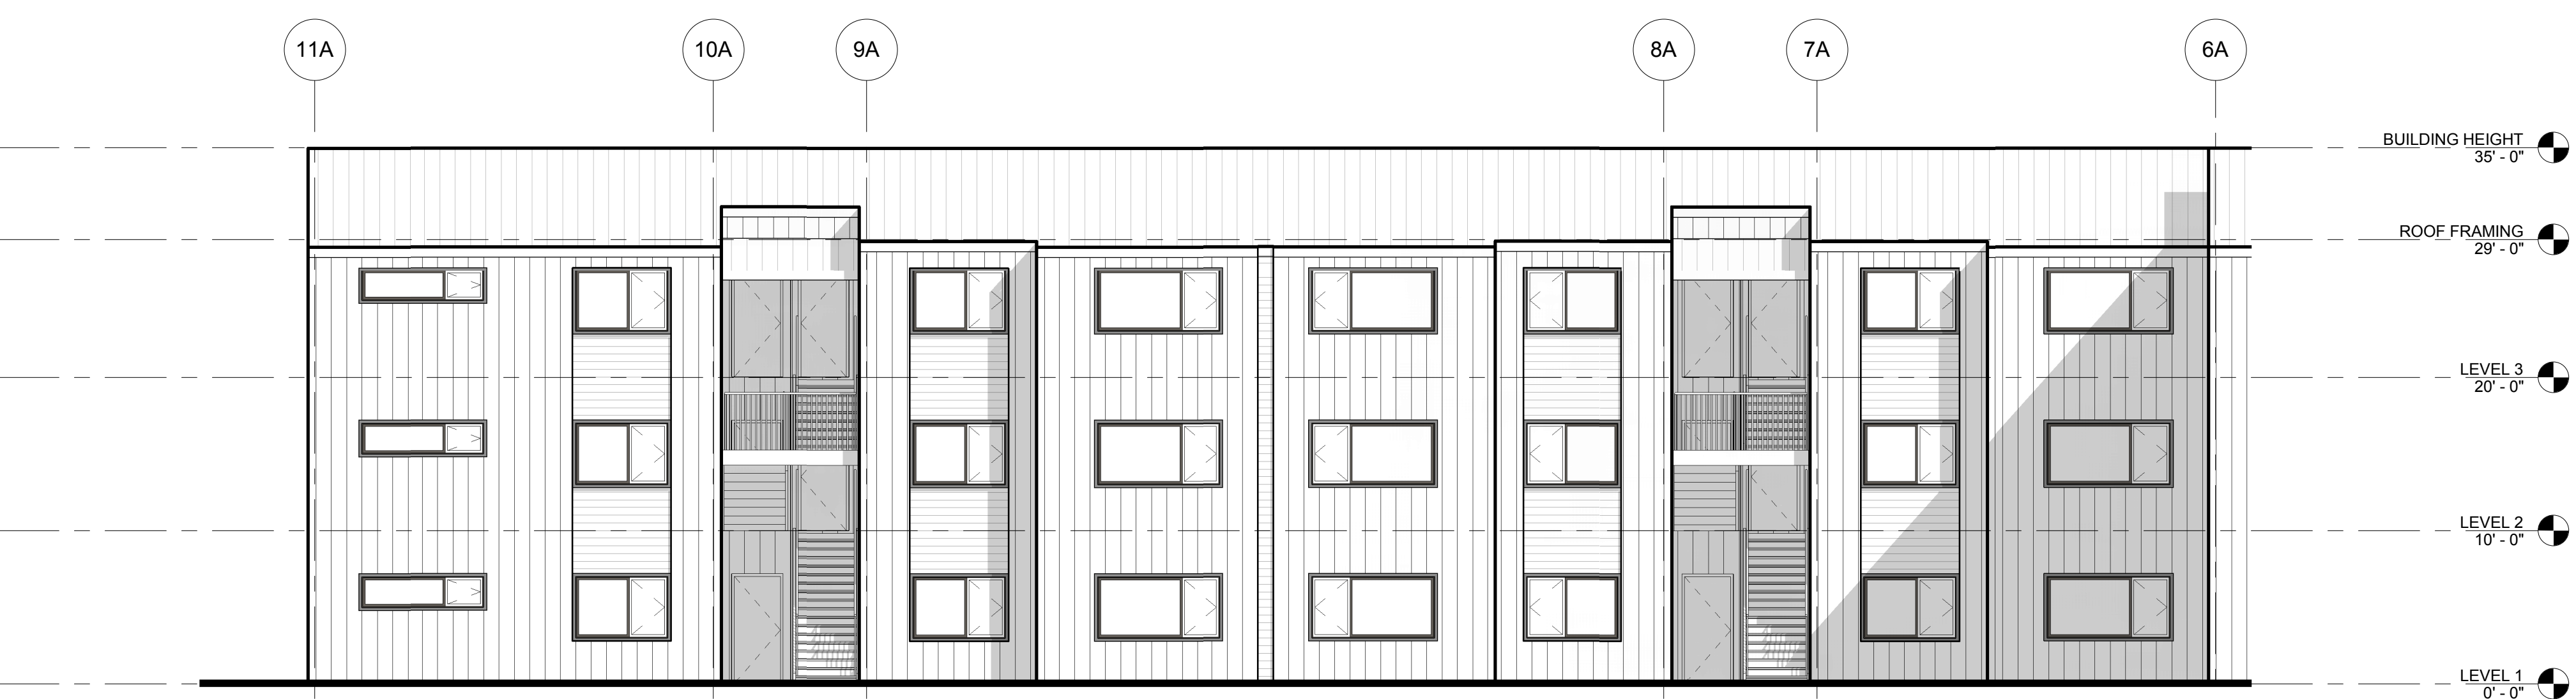 11A
10A
9A
8A
7A
6A
BUILDING HEIGHT
35' - 0"
ROOF FRAMING
29' - 0"
LEVEL 3
20' - 0"
LEVEL 2
10' - 0"
LEVEL 1
0' - 0"